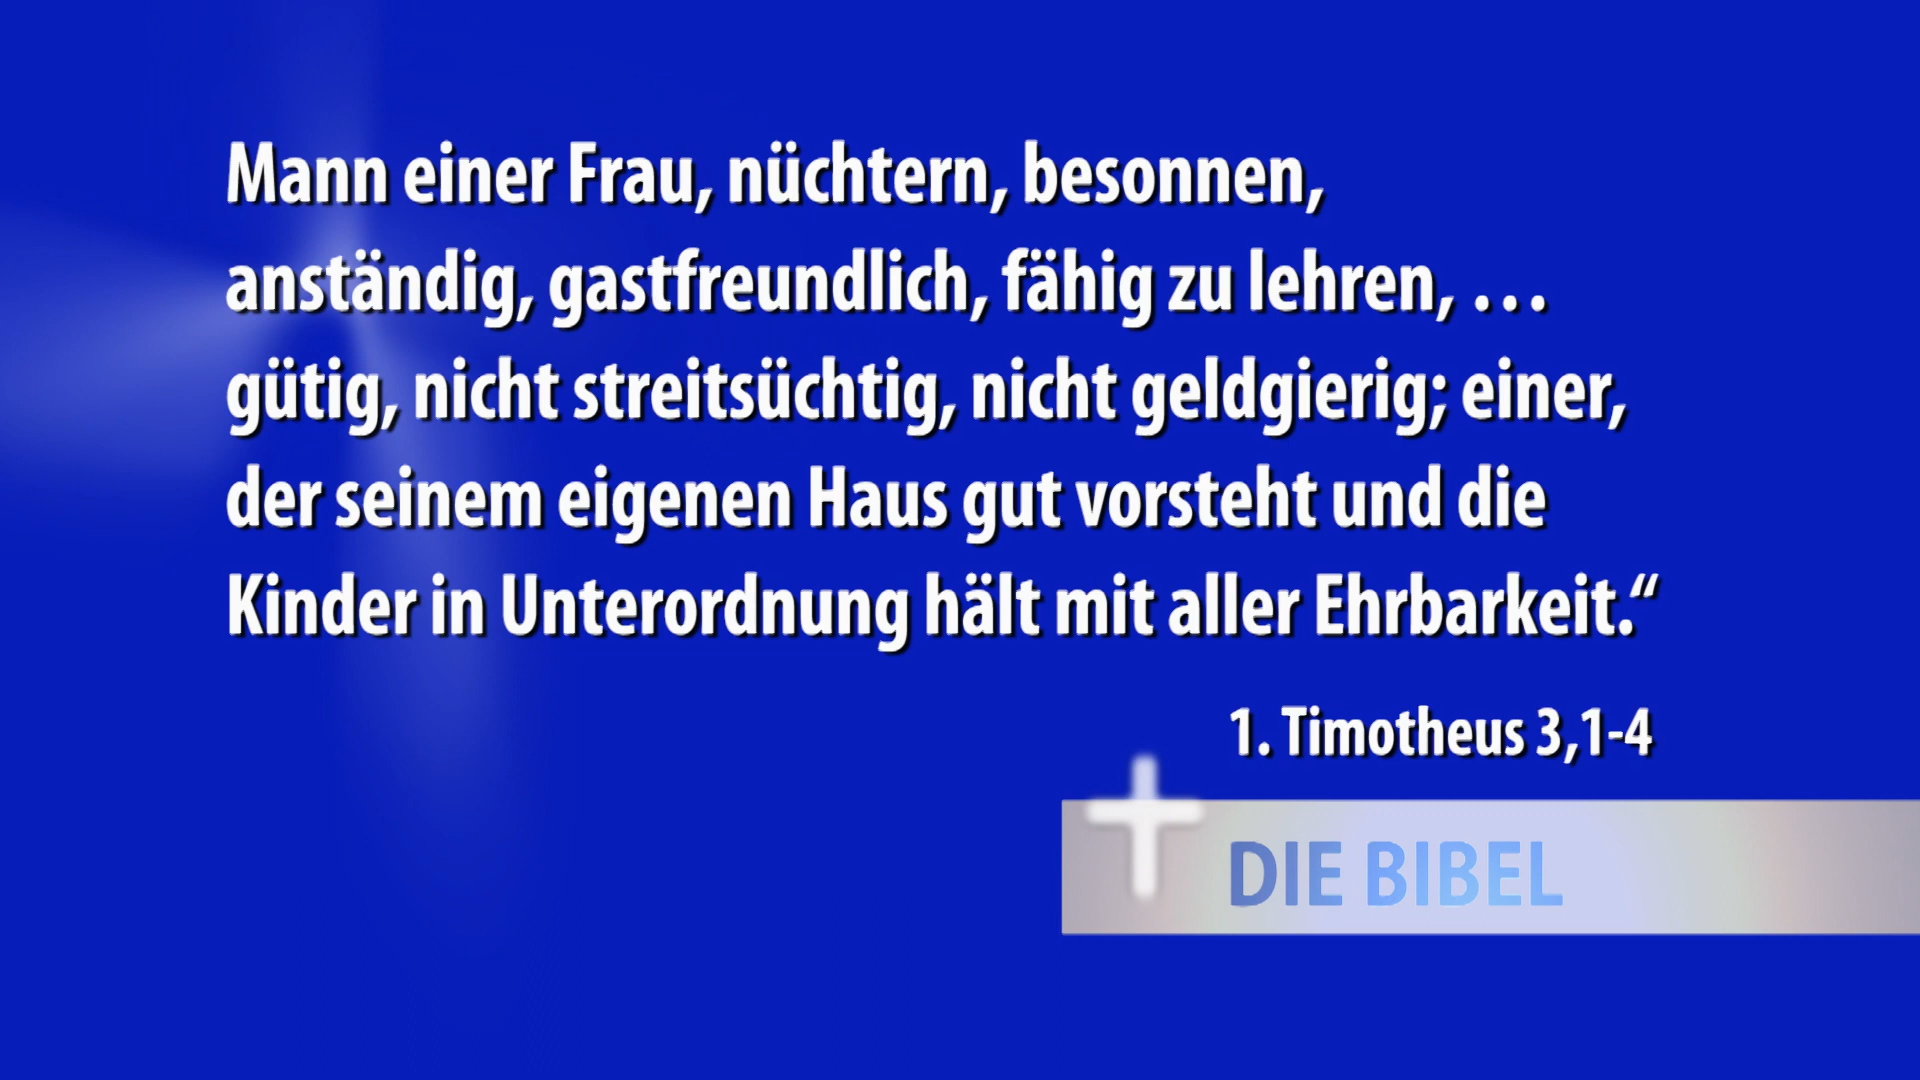 Mann einer Frau, nüchtern, besonnen,
anständig, gastfreundlich, fähig zu lehren, …
gütig, nicht streitsüchtig, nicht geldgierig; einer,
der seinem eigenen Haus gut vorsteht und die
Kinder in Unterordnung hält mit aller Ehrbarkeit.“
1. Timotheus 3,1-4
DIE BIBEL